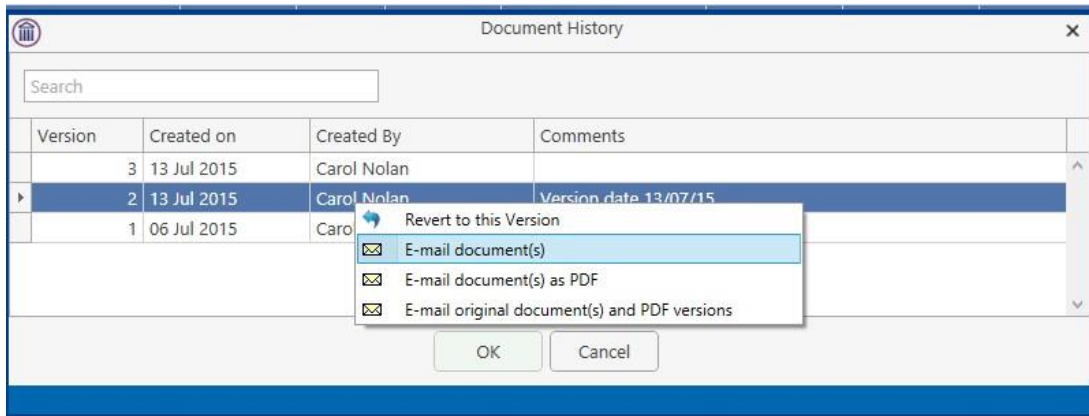 Document History
Search
Version Created on Created By Comments
3 13 Jul 2015 Carol Nolan
2 13 Jul 2015 Carol Nolan Version date 13/07/15
1 06 Jul 2015 Caro
Revert to this Version
E-mail document(s)
E-mail document(s) as PDF
E-mail original document(s) and PDF versions
OK Cancel